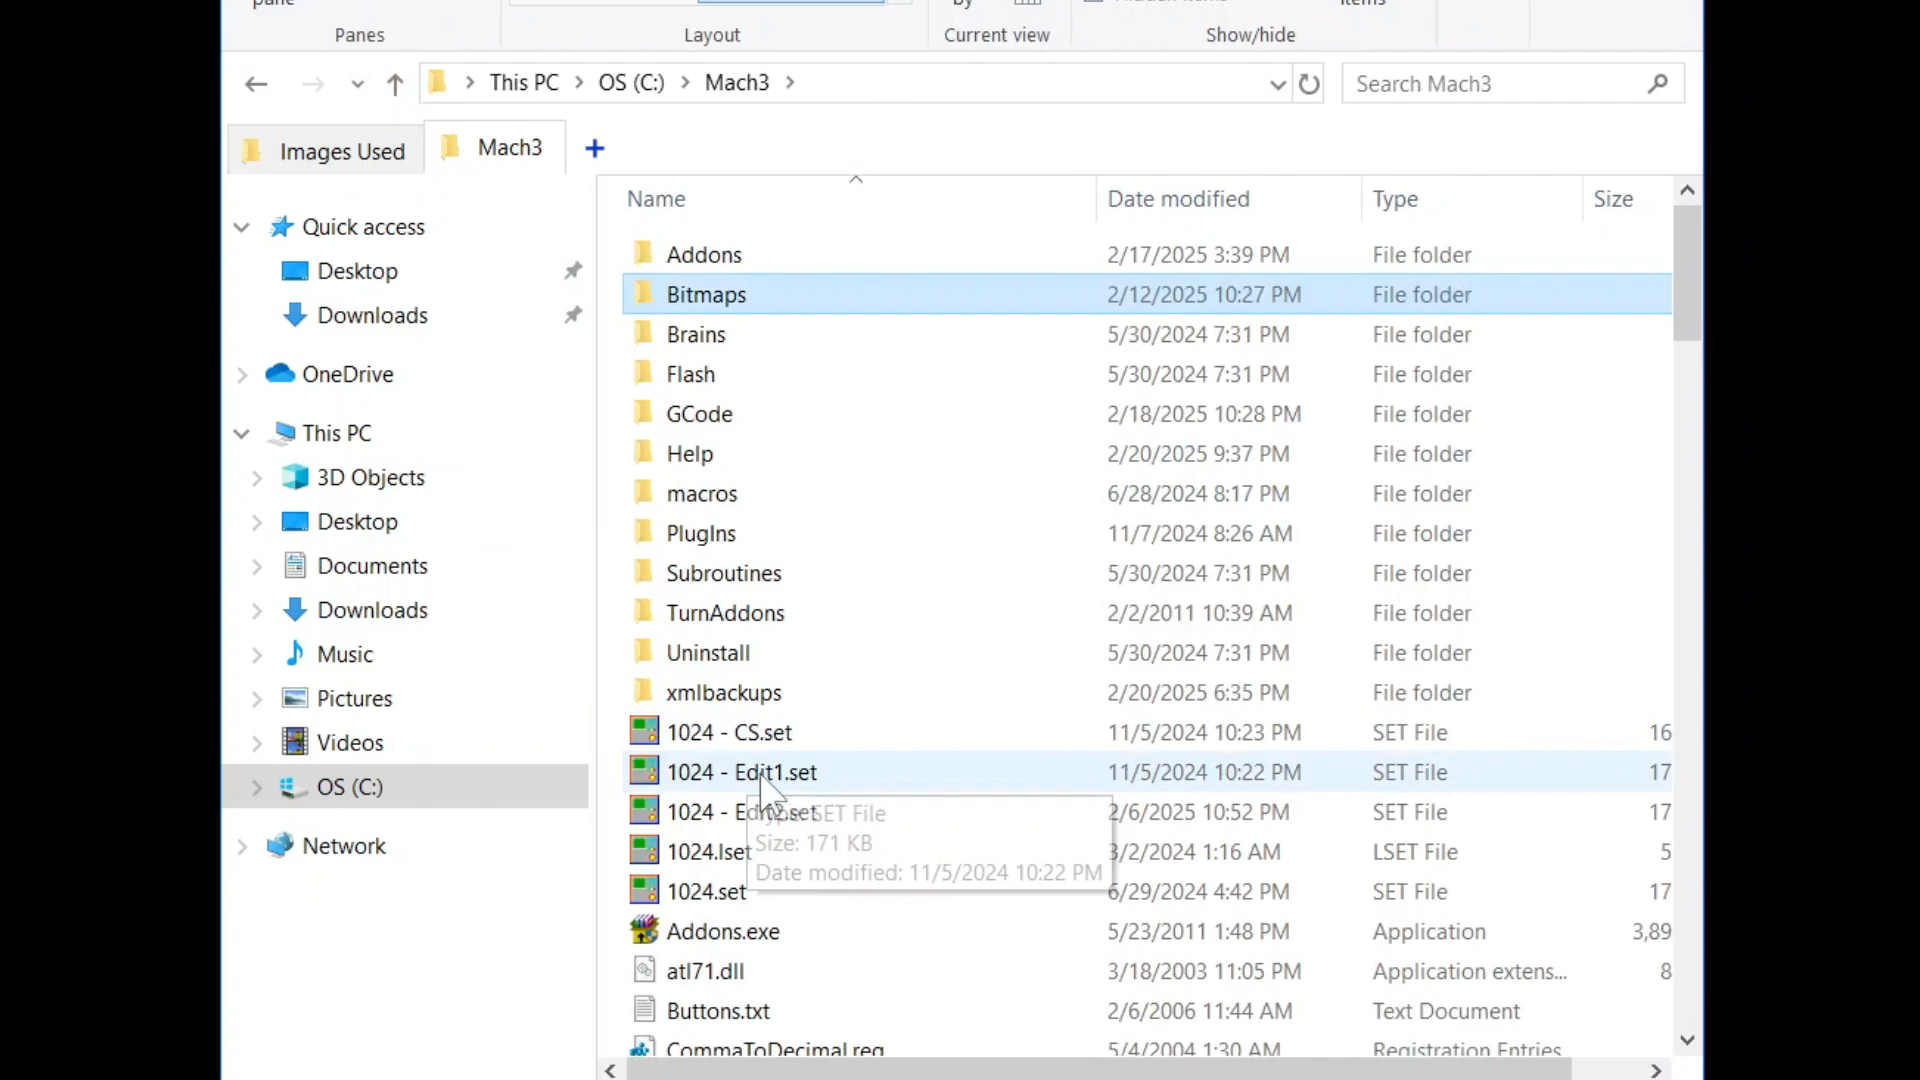 pane
by
Hidden items
items
Panes
Layout
Current view
Show/hide
This PC
OS (C:)
Mach3
Search Mach3
Images Used
Mach3
Name
Date modified
Type
Size
Quick access
Desktop
Downloads
OneDrive
This PC
3D Objects
Desktop
Documents
Downloads
Music
Pictures
Videos
OS (C:)
Network
Addons 2/17/2025 3:39 PM File folder
Bitmaps 2/12/2025 10:27 PM File folder
Brains 5/30/2024 7:31 PM File folder
Flash 5/30/2024 7:31 PM File folder
GCode 2/18/2025 10:28 PM File folder
Help 2/20/2025 9:37 PM File folder
macros 6/28/2024 8:17 PM File folder
PlugIns 11/7/2024 8:26 AM File folder
Subroutines 5/30/2024 7:31 PM File folder
TurnAddons 2/2/2011 10:39 AM File folder
Uninstall 5/30/2024 7:31 PM File folder
xmlbackups 2/20/2025 6:35 PM File folder
1024 - CS.set 11/5/2024 10:23 PM SET File 16
1024 - Edit1.set 11/5/2024 10:22 PM SET File 17
1024 - Edit2.set 2/6/2025 10:52 PM SET File 17
1024.lset 3/2/2024 1:16 AM LSET File 5
1024.set 6/29/2024 4:42 PM SET File 17
Addons.exe 5/23/2011 1:48 PM Application 3,89
atl71.dll 3/18/2003 11:05 PM Application extens... 8
Buttons.txt 2/6/2006 11:44 AM Text Document
CommaToDecimal.reg 5/4/2004 1:30 AM Registration Entries
Type: SET File
Size: 171 KB
Date modified: 11/5/2024 10:22 PM